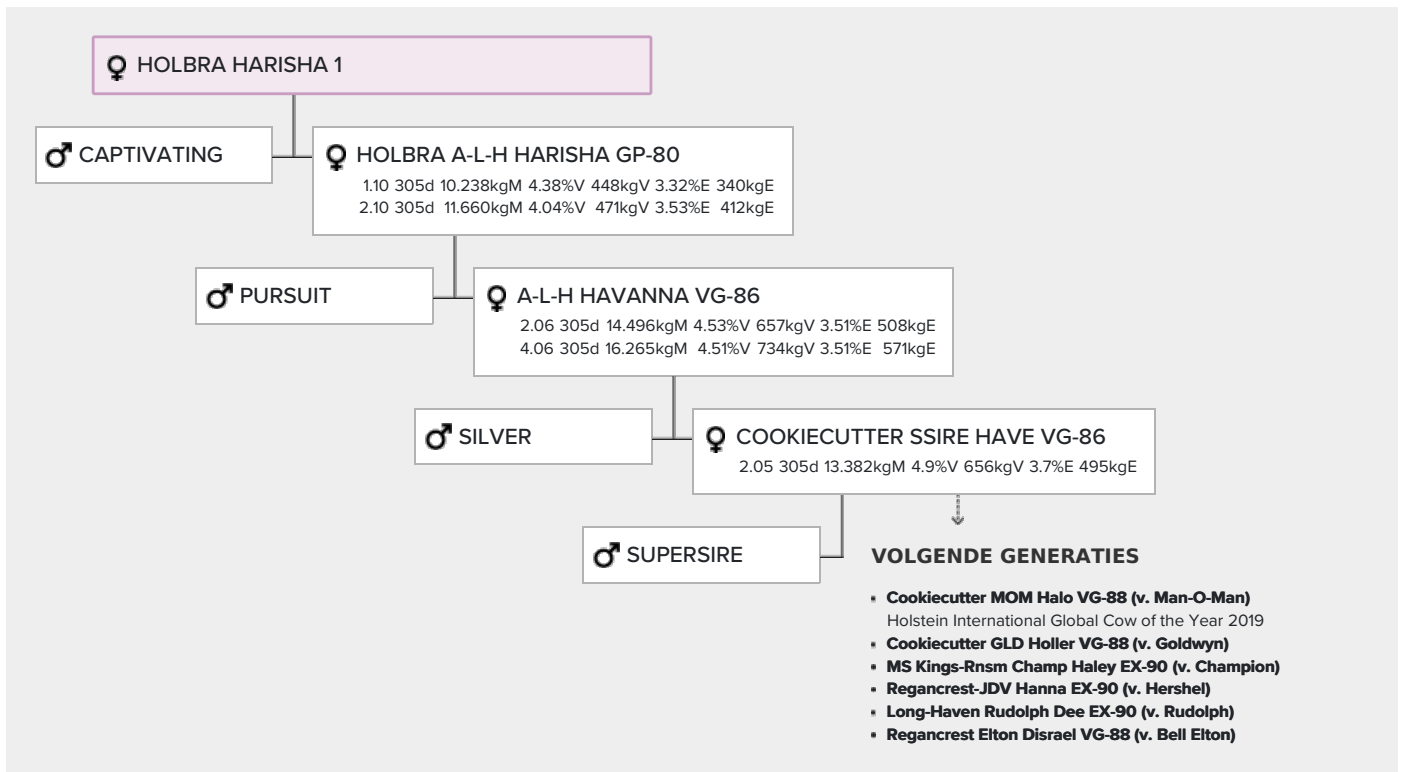 HOLBRA HARISHA 1
CAPTIVATING
HOLBRA A-L-H HARISHA GP-80
1.10 305d 10.238kgM 4.38%V 448kgV 3.32%E 340kgE
2.10 305d 11.660kgM 4.04%V 471kgV 3.53%E 412kgE
PURSUIT
A-L-H HAVANNA VG-86
2.06 305d 14.496kgM 4.53%V 657kgV 3.51%E 508kgE
4.06 305d 16.265kgM 4.51%V 734kgV 3.51%E 571kgE
SILVER
COOKIECUTTER SSIRE HAVE VG-86
2.05 305d 13.382kgM 4.9%V 656kgV 3.7%E 495kgE
SUPERSIRE
VOLGENDE GENERATIES
Cookiecutter MOM Halo VG-88 (v. Man-O-Man)
Holstein International Global Cow of the Year 2019
Cookiecutter GLD Holler VG-88 (v. Goldwyn)
MS Kings-Rnsm Champ Haley EX-90 (v. Champion)
Regancrest-JDV Hanna EX-90 (v. Hershel)
Long-Haven Rudolph Dee EX-90 (v. Rudolph)
Regancrest Elton Disrael VG-88 (v. Bell Elton)